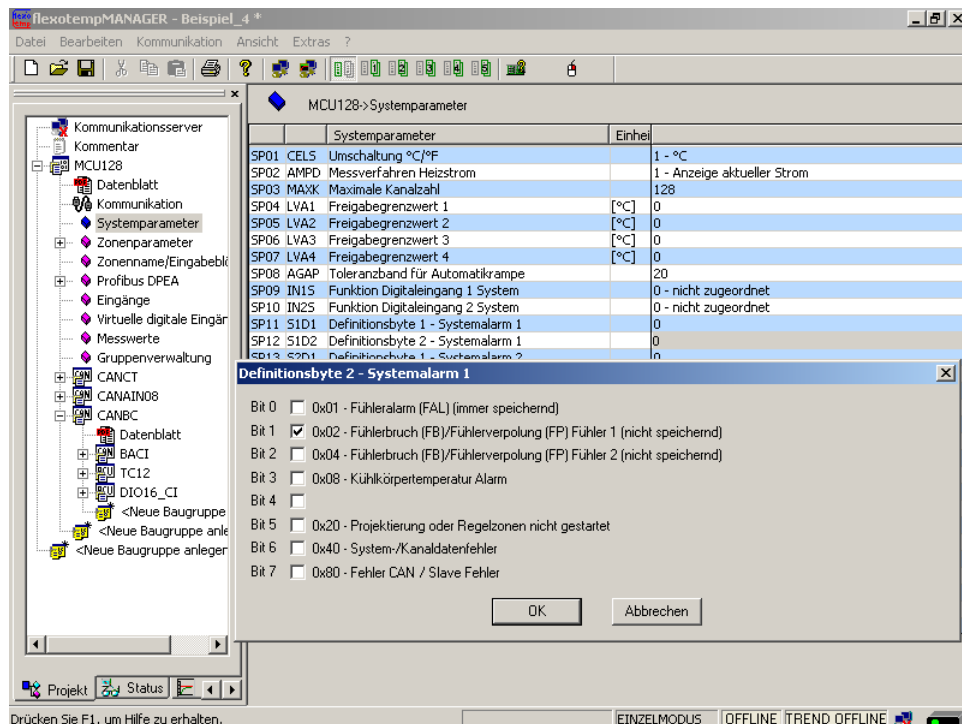 flexotempMANAGER - Beispiel_4 *
Datei Bearbeiten Kommunikation Ansicht Extras ?
MCU128->Systemparameter
Kommunikationsserver
Kommentar
MCU128
Datenblatt
Kommunikation
Systemparameter
Zonenparameter
Zonenname/Eingabeblö
Profibus DPEA
Eingänge
Virtuelle digitale Eingär
Messwerte
Gruppenverwaltung
CANCT
CANAIN08
CANBC
Datenblatt
BACI
TC12
DIO16_CI
<Neue Baugruppe
<Neue Baugruppe anle
<Neue Baugruppe anleger
Projekt Status
Systemparameter Einhei
SP01 CELS Umschaltung °C/°F 1 - °C
SP02 AMPD Messverfahren Heizstrom 1 - Anzeige aktueller Strom
SP03 MAXK Maximale Kanalzahl 128
SP04 LVA1 Freigabegrenzwert 1 [°C] 0
SP05 LVA2 Freigabegrenzwert 2 [°C] 0
SP06 LVA3 Freigabegrenzwert 3 [°C] 0
SP07 LVA4 Freigabegrenzwert 4 [°C] 0
SP08 AGAP Toleranzband für Automatikrampe 20
SP09 IN1S Funktion Digitaleingang 1 System 0 - nicht zugeordnet
SP10 IN2S Funktion Digitaleingang 2 System 0 - nicht zugeordnet
SP11 S1D1 Definitionsbyte 1 - Systemalarm 1 0
SP12 S1D2 Definitionsbyte 2 - Systemalarm 1 0
SP13 S2D1 Definitionsbyte 1 - Systemalarm 2 0
Definitionsbyte 2 - Systemalarm 1
Bit 0 0x01 - Fühleralarm (FAL) (immer speichernd)
Bit 1 0x02 - Fühlerbruch (FB)/Fühlerverpolung (FP) Fühler 1 (nicht speichernd)
Bit 2 0x04 - Fühlerbruch (FB)/Fühlerverpolung (FP) Fühler 2 (nicht speichernd)
Bit 3 0x08 - Kühlkörpertemperatur Alarm
Bit 4
Bit 5 0x20 - Projektierung oder Regelzonen nicht gestartet
Bit 6 0x40 - System-/Kanaldatenfehler
Bit 7 0x80 - Fehler CAN / Slave Fehler
OK Abbrechen
Drücken Sie F1, um Hilfe zu erhalten. EINZELMODUS OFFLINE TREND OFFLINE